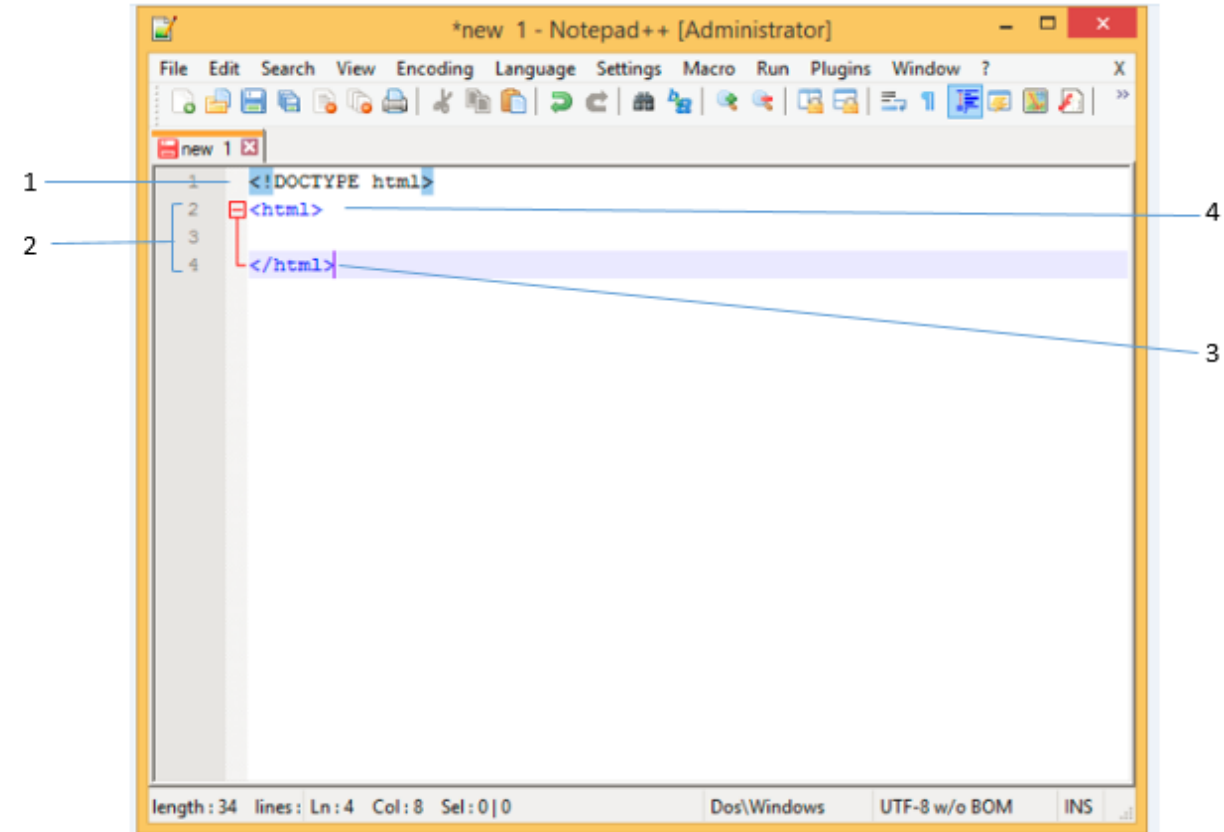 *new 1 - Notepad++ [Administrator]
File Edit Search View Encoding Language Settings Macro Run Plugins Window ? X
new 1
1 1 <!DOCTYPE html>
2 <html> 4
2 3
4 </html>
3
length : 34 lines : Ln : 4 Col : 8 Sel : 0 | 0 Dos\Windows UTF-8 w/o BOM INS